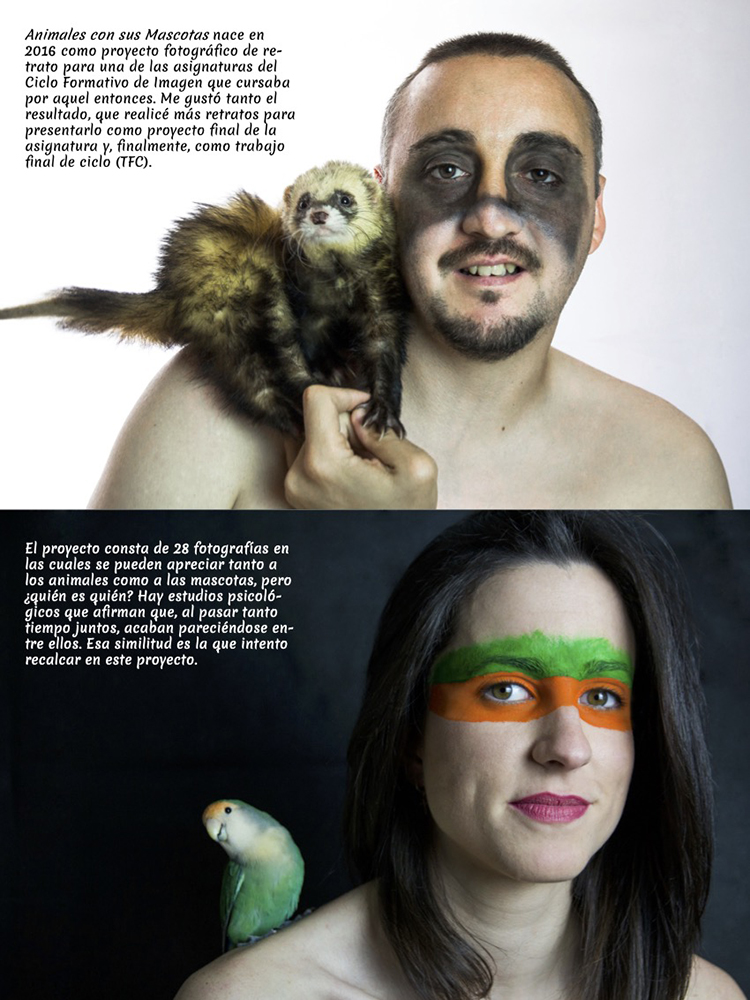 Animales con sus Mascotas nace en
2016 como proyecto fotográfico de re-
trato para una de las asignaturas del
Ciclo Formativo de Imagen que cursaba
por aquel entonces. Me gustó tanto el
resultado, que realicé más retratos para
presentarlo como proyecto final de la
asignatura y, finalmente, como trabajo
final de ciclo (TFC).
El proyecto consta de 28 fotografías en
las cuales se pueden apreciar tanto a
los animales como a las mascotas, pero
¿quién es quién? Hay estudios psicoló-
gicos que afirman que, al pasar tanto
tiempo juntos, acaban pareciéndose en-
tre ellos. Esa similitud es la que intento
recalcar en este proyecto.